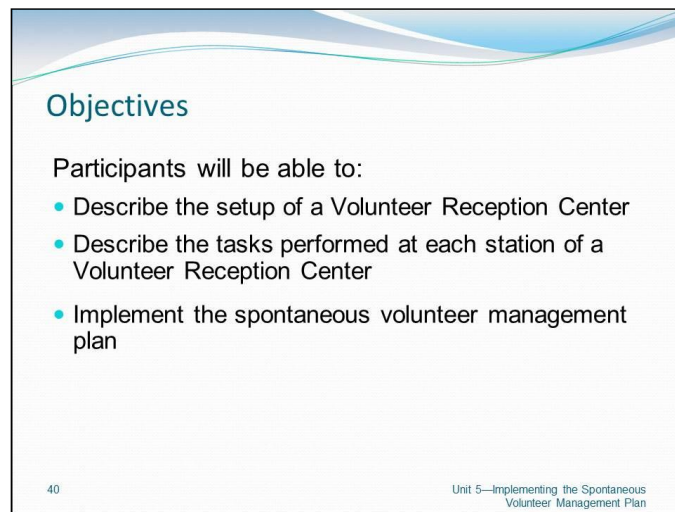 Objectives
Participants will be able to:
• Describe the setup of a Volunteer Reception Center
• Describe the tasks performed at each station of a
Volunteer Reception Center
• Implement the spontaneous volunteer management
plan
40
Unit 5—Implementing the Spontaneous
Volunteer Management Plan